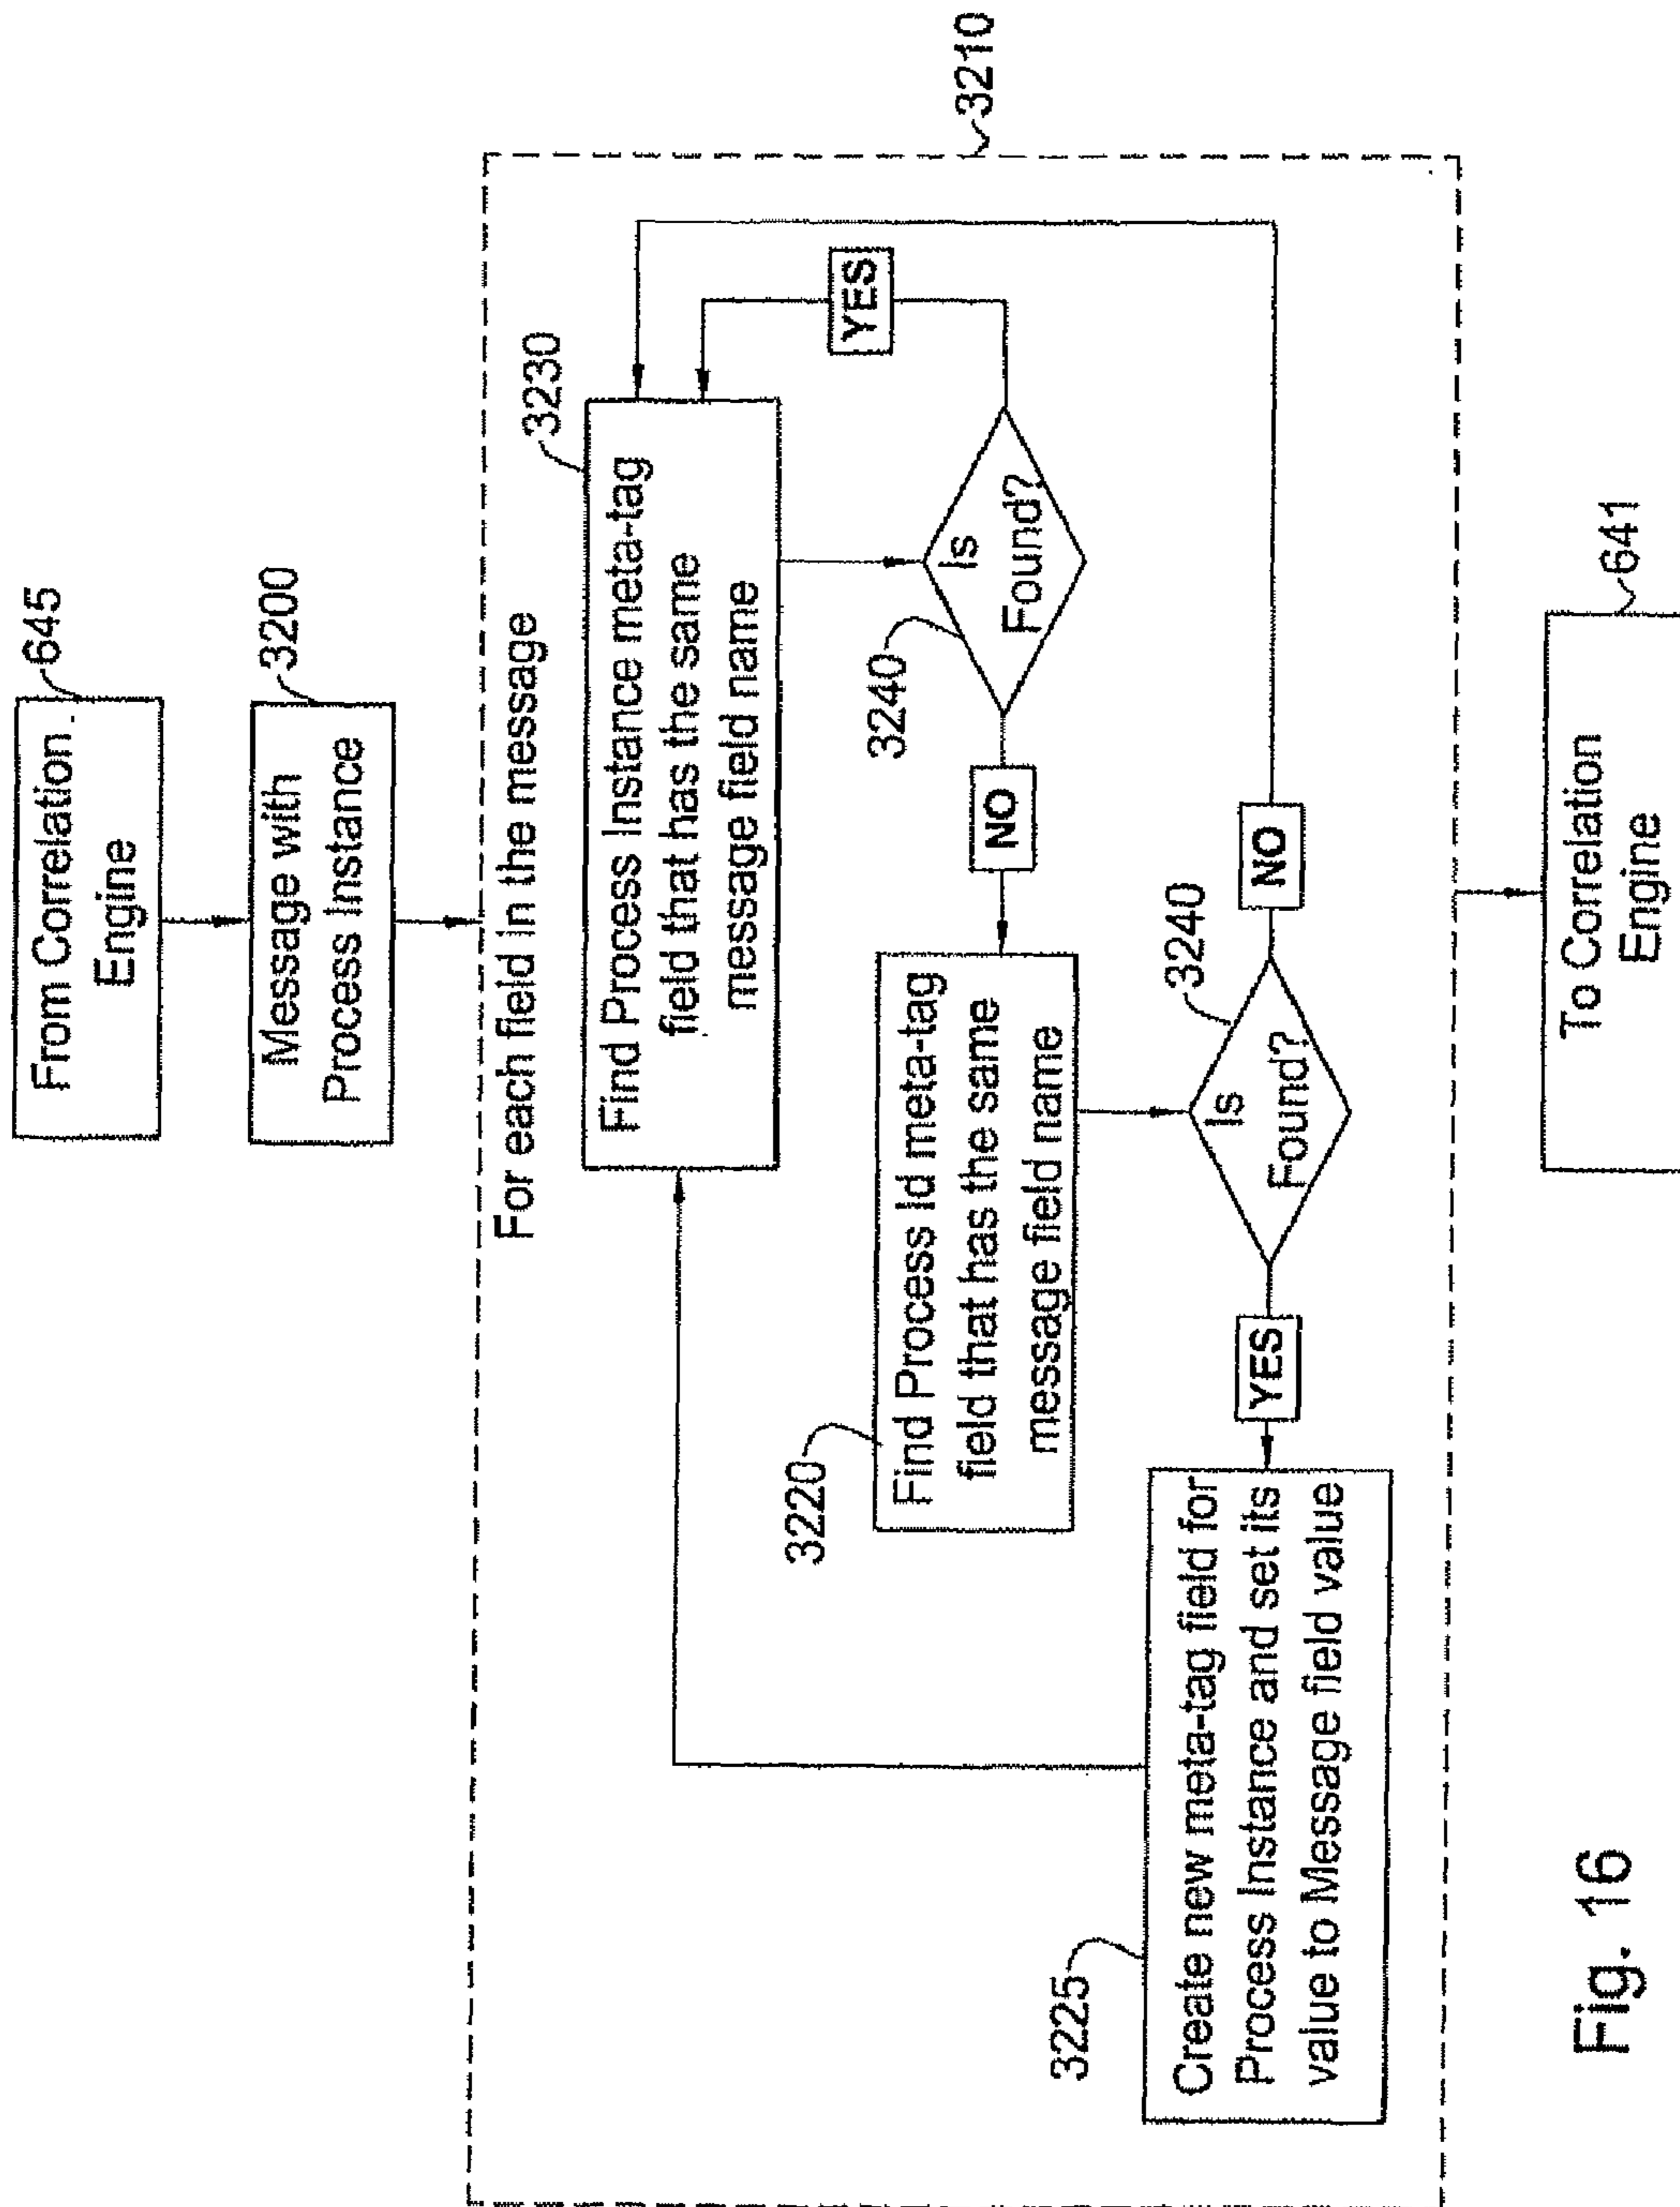 From Correlation.
Engine
645
Message with
Process Instance
3200
For each field in the message
3210
Find Process Instance meta-tag
field that has the same
message field name
3230
YES
Is
Found?
3240
NO
3220
Find Process Id meta-tag
field that has the same
message field name
Is
Found?
3240
NO
YES
3225
Create new meta-tag field for
Process Instance and set its
value to Message field value
To Correlation
Engine
641
Fig. 16